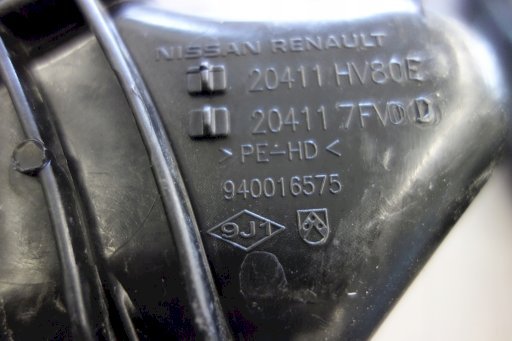 NISSAN RENAULT
20411 HV80E
20411 7FV0D
>PE-HD<
940016575
9J1